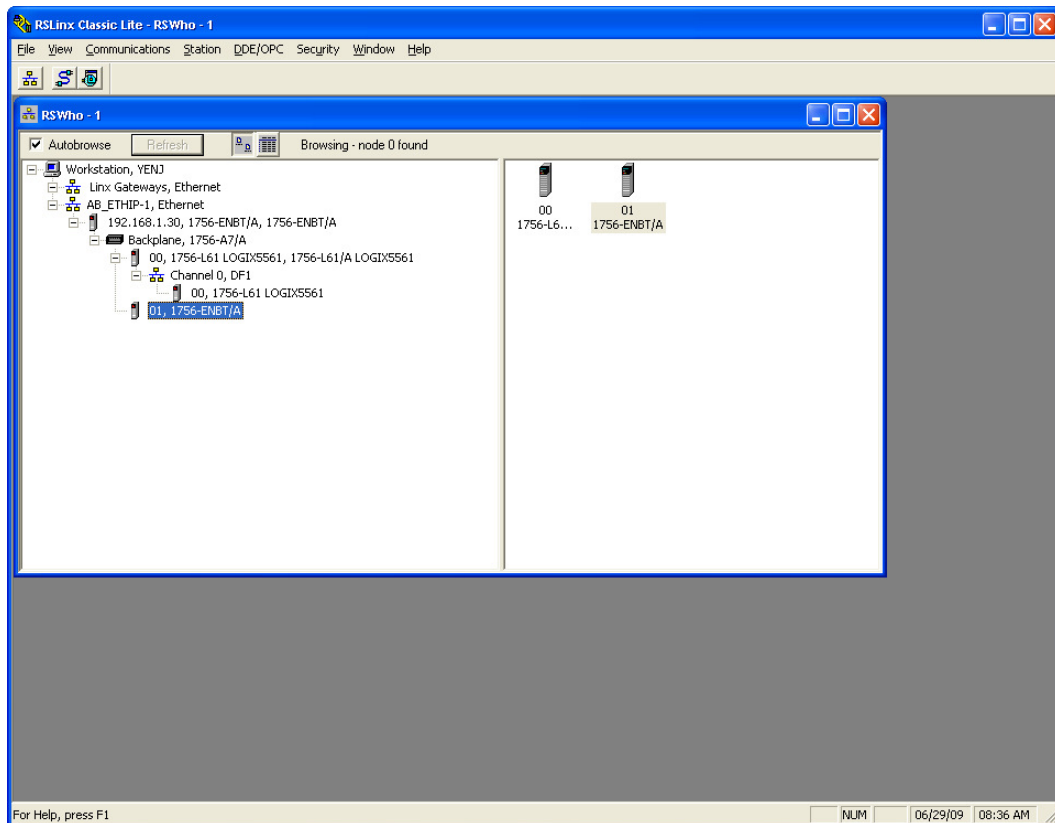 RSLinx Classic Lite - RSWho - 1
File View Communications Station DDE/OPC Security Window Help
RSWho - 1
Autobrowse Refresh Browsing - node 0 found
Workstation, YENJ
Linx Gateways, Ethernet
AB_ETHIP-1, Ethernet
192.168.1.30, 1756-ENBT/A, 1756-ENBT/A
Backplane, 1756-A7/A
00, 1756-L61 LOGIX5561, 1756-L61/A LOGIX5561
Channel 0, DF1
00, 1756-L61 LOGIX5561
01, 1756-ENBT/A
00 01
1756-L6... 1756-ENBT/A
For Help, press F1 NUM 06/29/09 08:36 AM